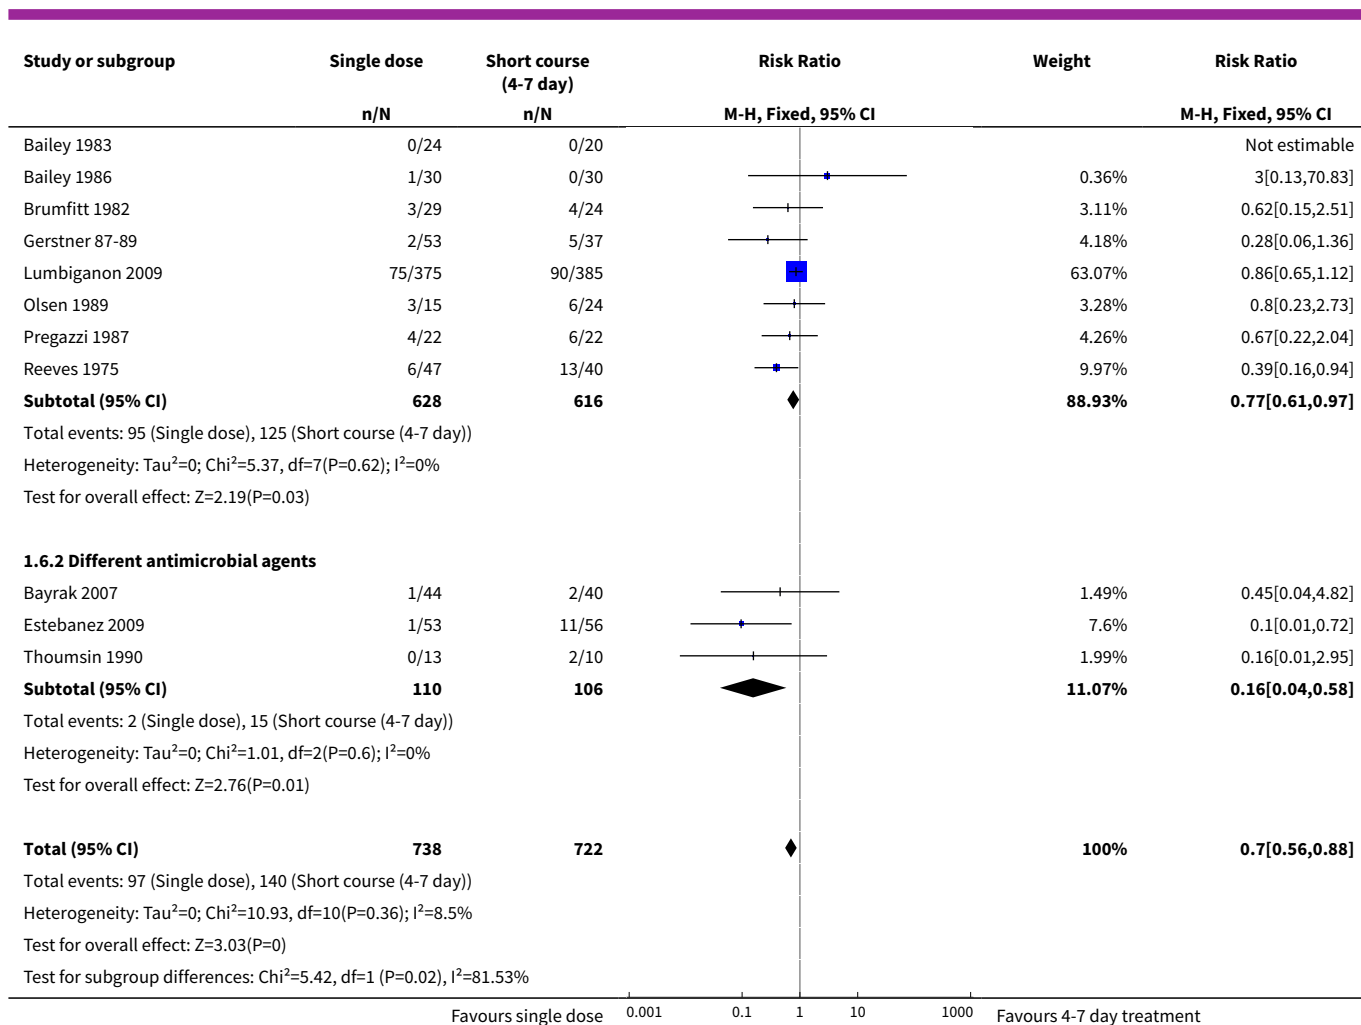 Study or subgroup Single dose Short course (4-7 day) Risk Ratio Weight Risk Ratio
n/N n/N M-H, Fixed, 95% CI M-H, Fixed, 95% CI
Bailey 1983 0/24 0/20 Not estimable
Bailey 1986 1/30 0/30 0.36% 3[0.13,70.83]
Brumfitt 1982 3/29 4/24 3.11% 0.62[0.15,2.51]
Gerstner 87-89 2/53 5/37 4.18% 0.28[0.06,1.36]
Lumbiganon 2009 75/375 90/385 63.07% 0.86[0.65,1.12]
Olsen 1989 3/15 6/24 3.28% 0.8[0.23,2.73]
Pregazzi 1987 4/22 6/22 4.26% 0.67[0.22,2.04]
Reeves 1975 6/47 13/40 9.97% 0.39[0.16,0.94]
Subtotal (95% CI) 628 616 88.93% 0.77[0.61,0.97]
Total events: 95 (Single dose), 125 (Short course (4-7 day))
Heterogeneity: Tau²=0; Chi²=5.37, df=7(P=0.62); I²=0%
Test for overall effect: Z=2.19(P=0.03)
1.6.2 Different antimicrobial agents
Bayrak 2007 1/44 2/40 1.49% 0.45[0.04,4.82]
Estebanez 2009 1/53 11/56 7.6% 0.1[0.01,0.72]
Thoumsin 1990 0/13 2/10 1.99% 0.16[0.01,2.95]
Subtotal (95% CI) 110 106 11.07% 0.16[0.04,0.58]
Total events: 2 (Single dose), 15 (Short course (4-7 day))
Heterogeneity: Tau²=0; Chi²=1.01, df=2(P=0.6); I²=0%
Test for overall effect: Z=2.76(P=0.01)
Total (95% CI) 738 722 100% 0.7[0.56,0.88]
Total events: 97 (Single dose), 140 (Short course (4-7 day))
Heterogeneity: Tau²=0; Chi²=10.93, df=10(P=0.36); I²=8.5%
Test for overall effect: Z=3.03(P=0)
Test for subgroup differences: Chi²=5.42, df=1 (P=0.02), I²=81.53%
Favours single dose 0.001 0.1 1 10 1000 Favours 4-7 day treatment